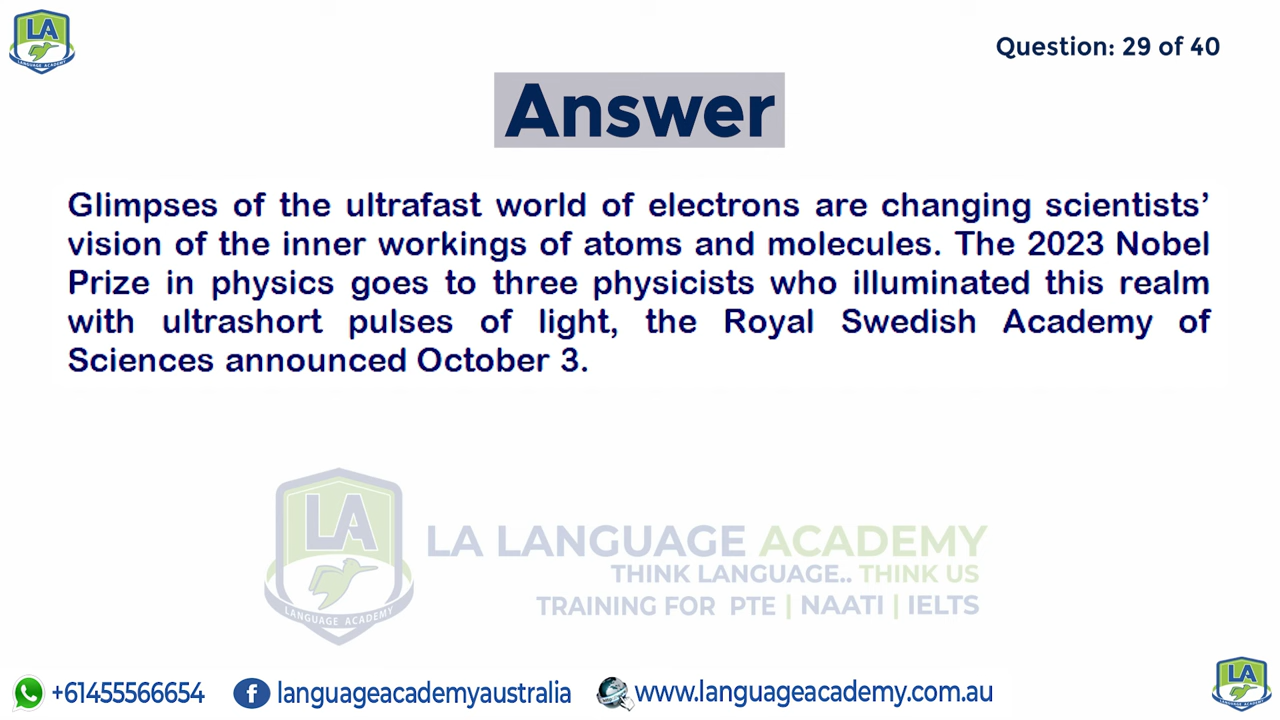 LA
LANGUAGE ACADEMY
Question: 29 of 40
Answer
Glimpses of the ultrafast world of electrons are changing scientists’
vision of the inner workings of atoms and molecules. The 2023 Nobel
Prize in physics goes to three physicists who illuminated this realm
with ultrashort pulses of light, the Royal Swedish Academy of
Sciences announced October 3.
LA
LANGUAGE ACADEMY
LA LANGUAGE ACADEMY
THINK LANGUAGE.. THINK US
TRAINING FOR PTE | NAATI | IELTS
+61455566654 f languageacademyaustralia www.languageacademy.com.au
LA
LANGUAGE ACADEMY